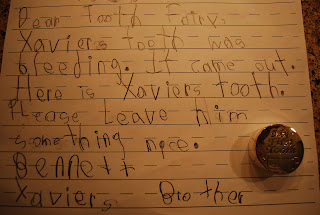 Dear Tooth Fairy,
Xaviers tooth was
bleeding. It came out.
Here is Xaviers tooth.
Please Leave him
something nice.
Bennett
Xaviers Brother